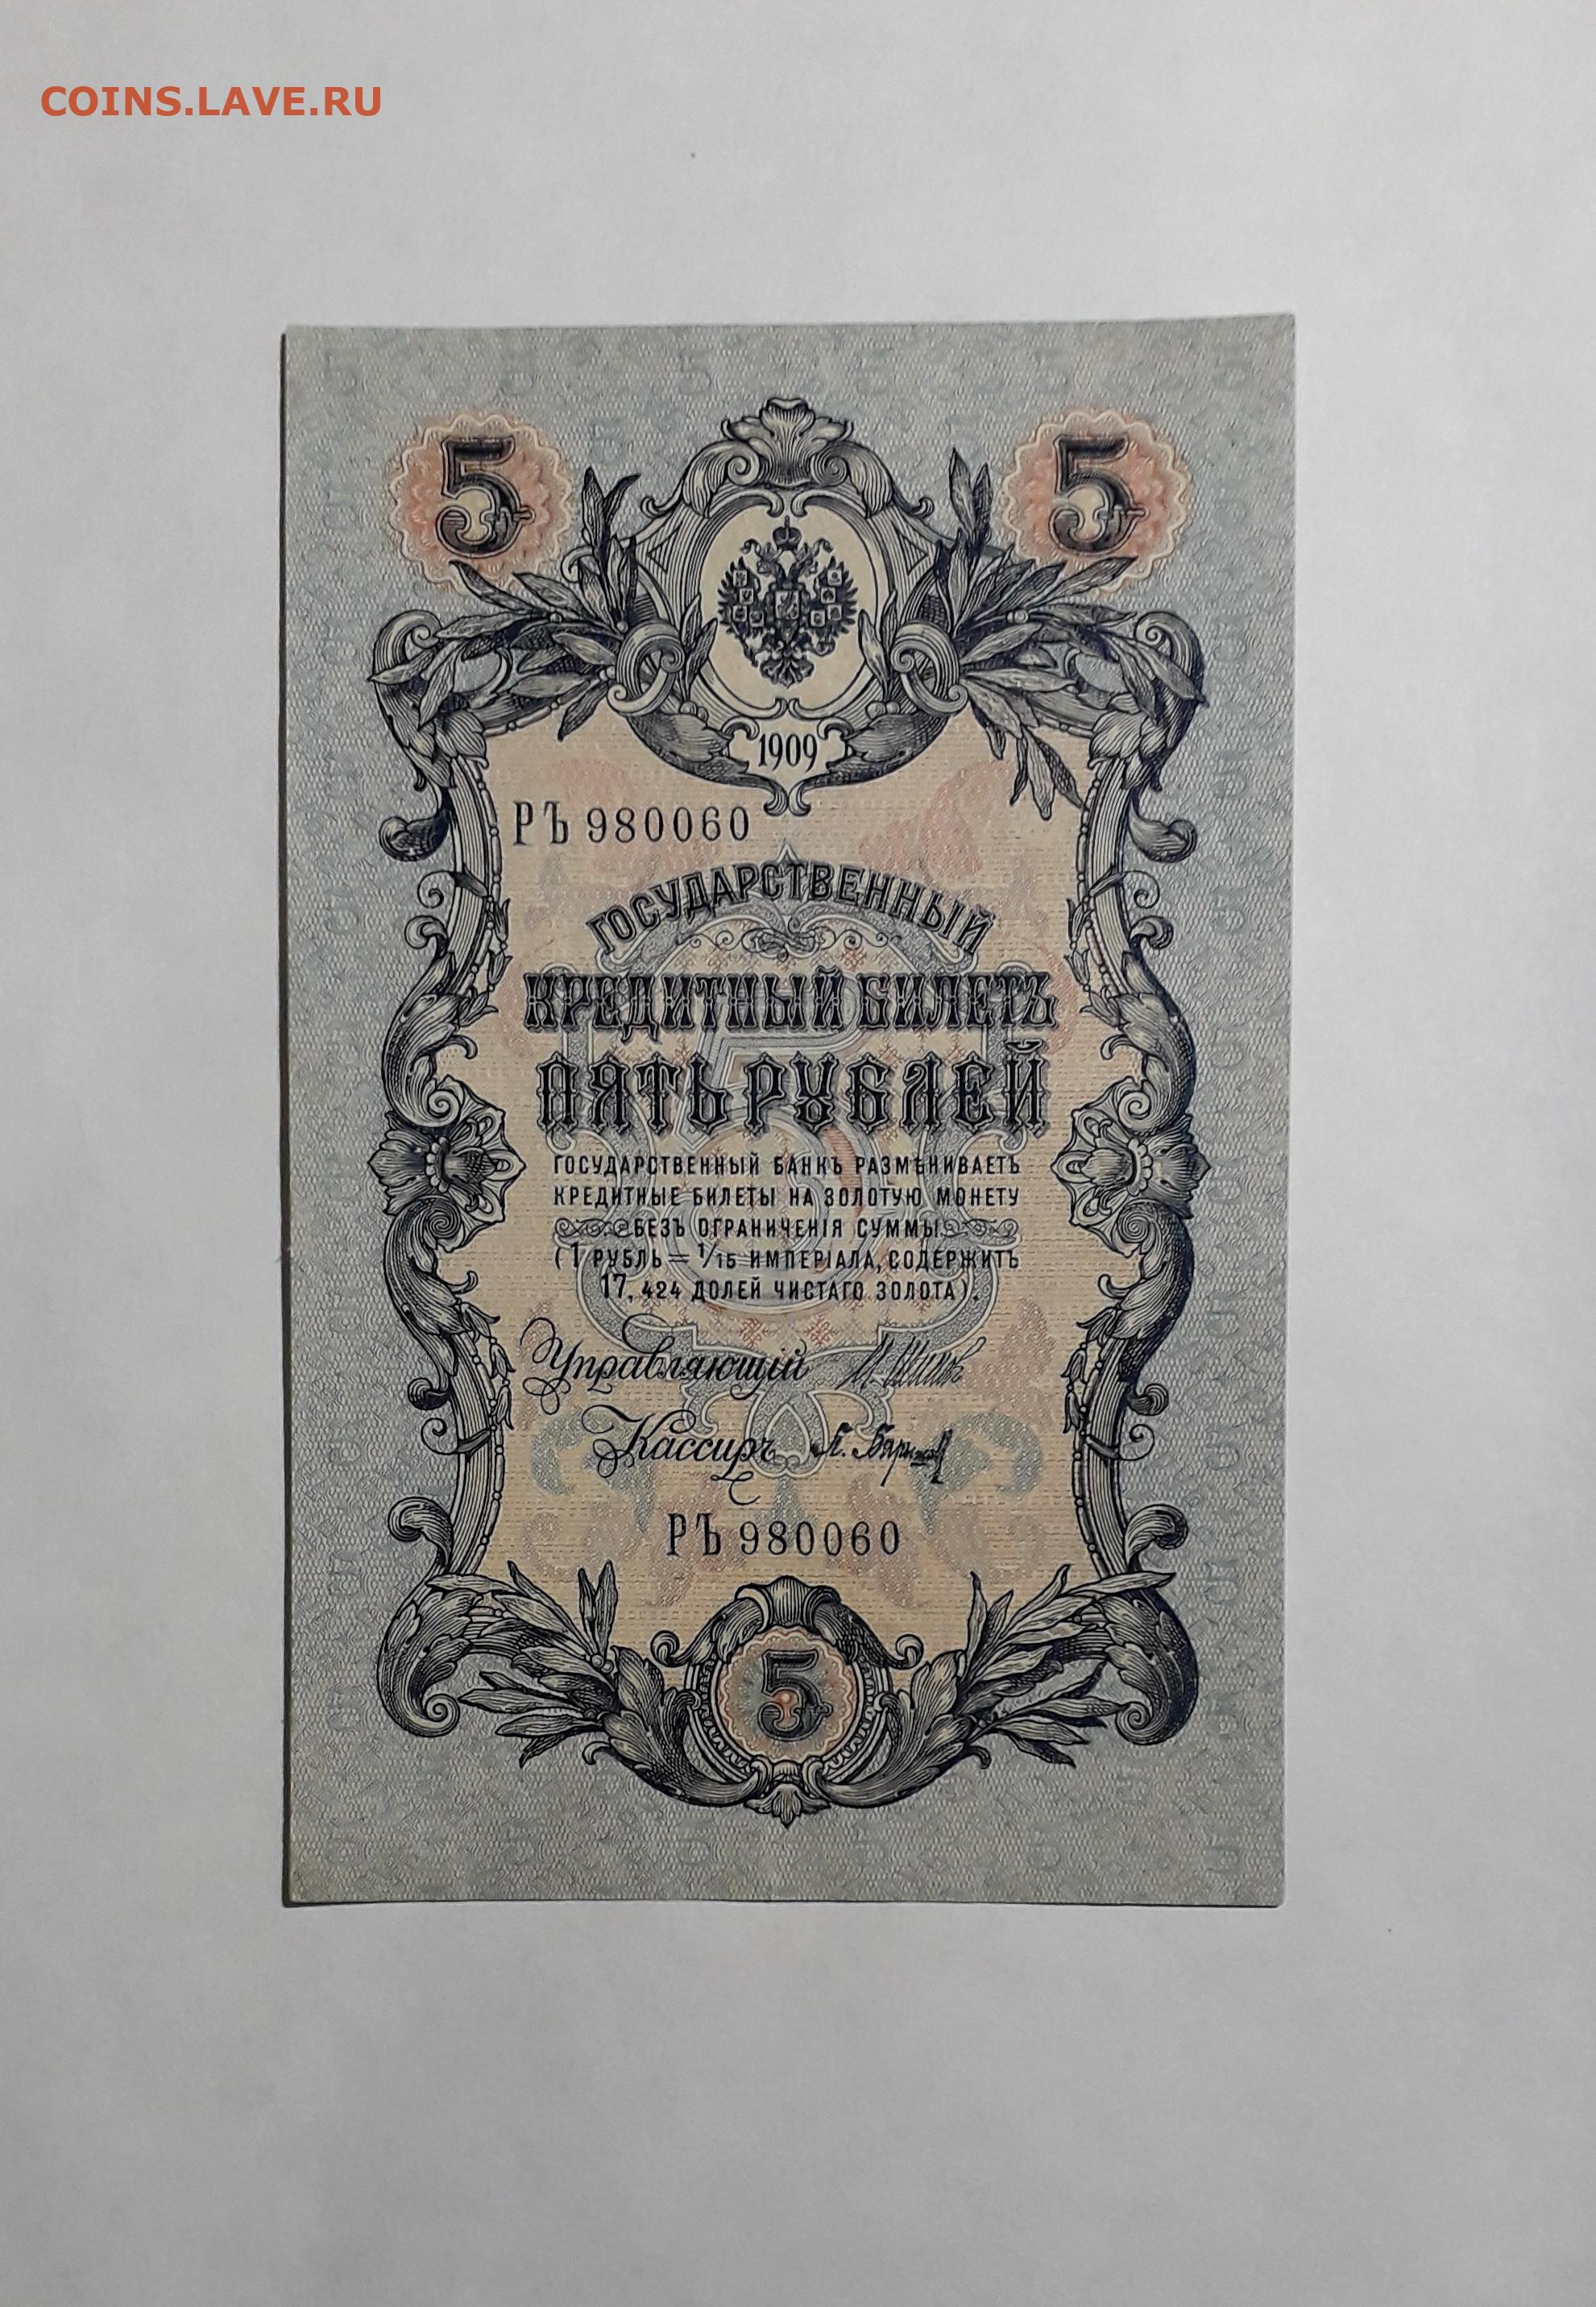 COINS.LAVE.RU
5 5
1909
РЪ 980060
ГОСУДАРСТВЕННЫЙ
КРЕДИТНЫЙ БИЛЕТЪ
ПЯТЬ РУБЛЕЙ
ГОСУДАРСТВЕННЫЙ БАНКЪ РАЗМѢНИВАЕТЪ
КРЕДИТНЫЕ БИЛЕТЫ НА ЗОЛОТУЮ МОНЕТУ
БЕЗЪ ОГРАНИЧЕНІЯ СУММЫ
(1 РУБЛЬ = 1/15 ИМПЕРІАЛА, СОДЕРЖИТЪ
17,424 ДОЛЕЙ ЧИСТАГО ЗОЛОТА).
Управляющій
Кассиръ
РЪ 980060
5